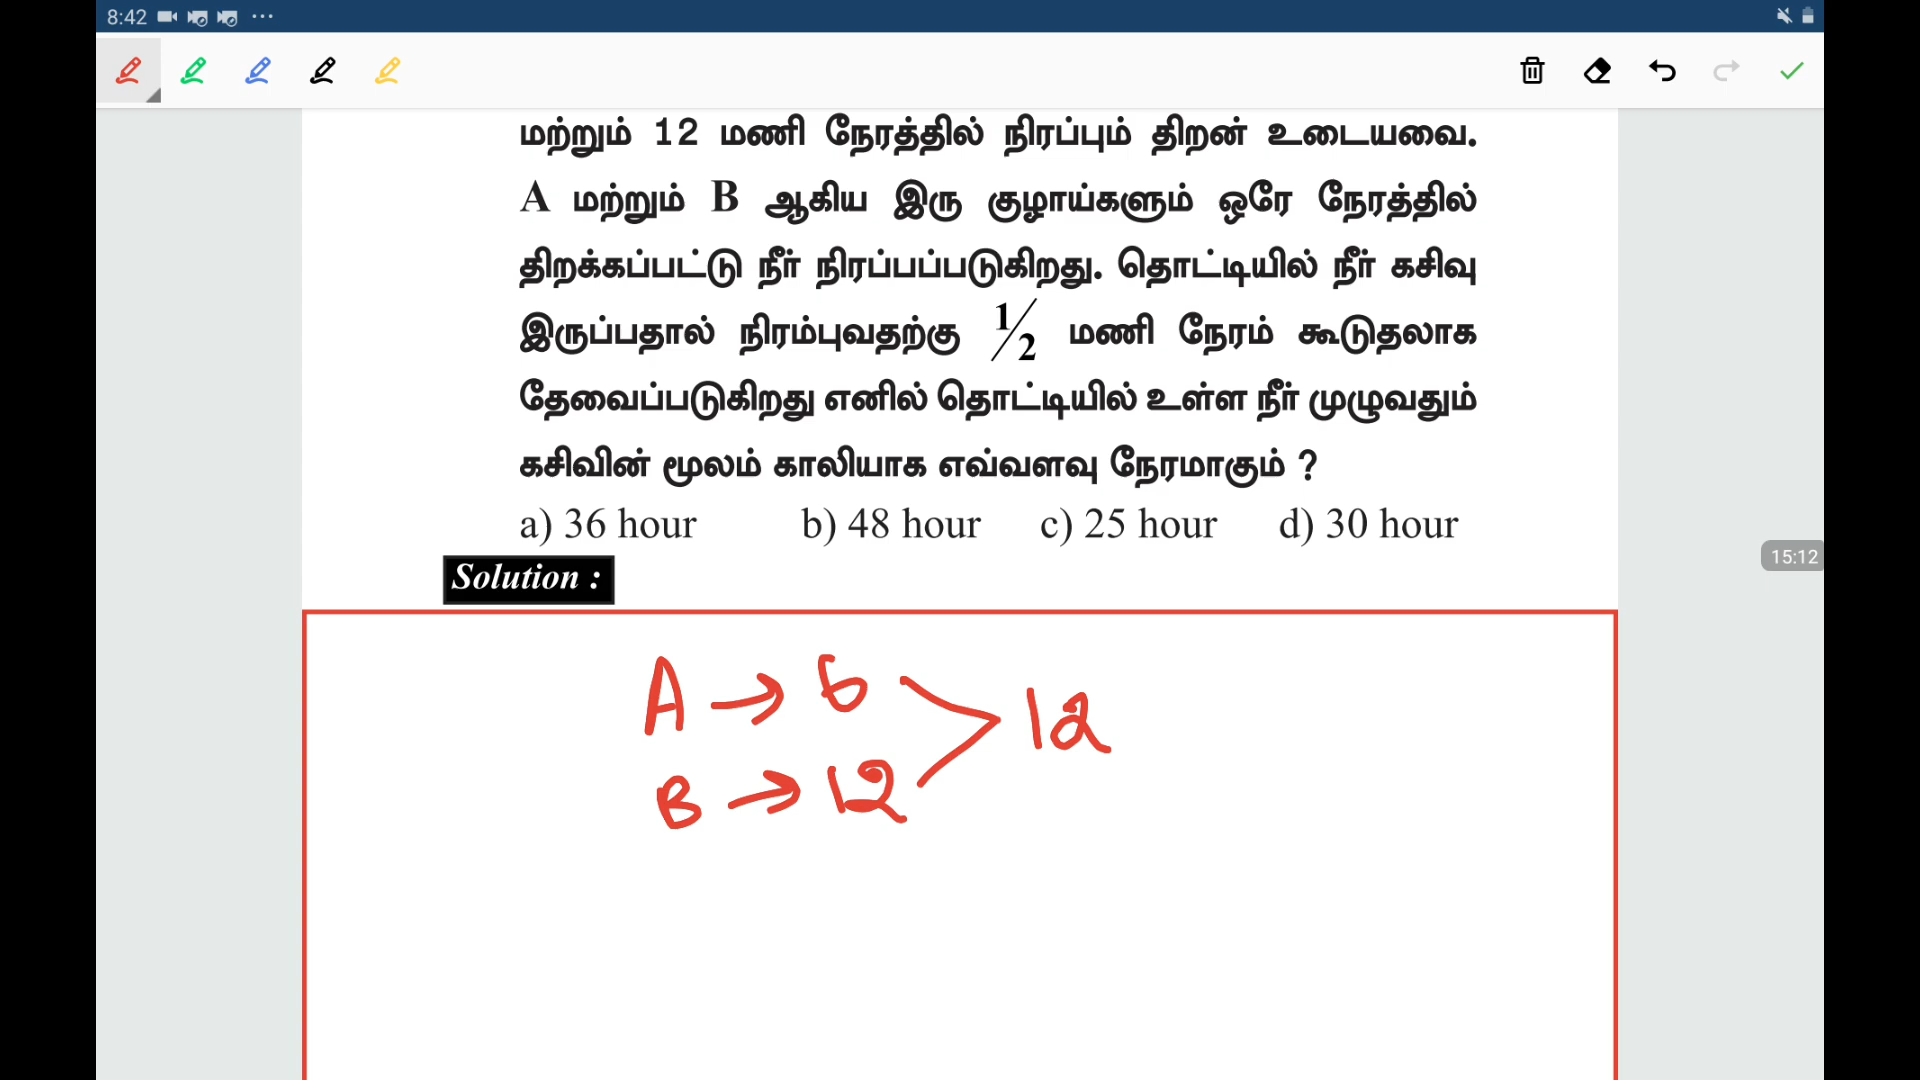 8:42
மற்றும் 12 மணி நேரத்தில் நிரப்பும் திறன் உடையவை.
A மற்றும் B ஆகிய இரு குழாய்களும் ஒரே நேரத்தில்
திறக்கப்பட்டு நீர் நிரப்பப்படுகிறது. தொட்டியில் நீர் கசிவு
இருப்பதால் நிரம்புவதற்கு 1/2 மணி நேரம் கூடுதலாக
தேவைப்படுகிறது எனில் தொட்டியில் உள்ள நீர் முழுவதும்
கசிவின் மூலம் காலியாக எவ்வளவு நேரமாகும் ?
a) 36 hour b) 48 hour c) 25 hour d) 30 hour
15:12
Solution :
A → 6
12
B → 12